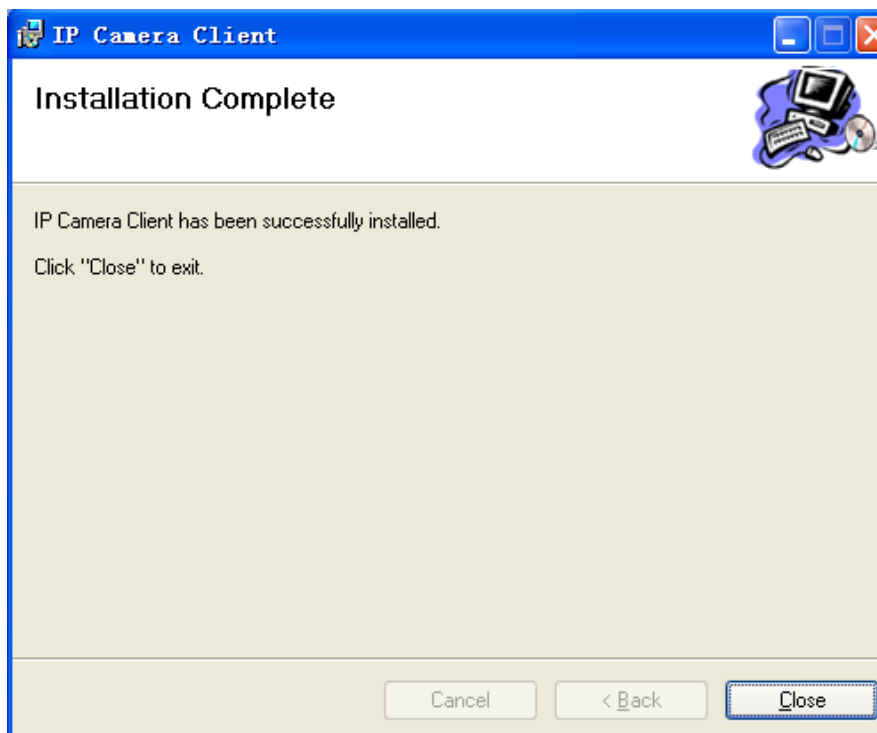 IP Camera Client
Installation Complete
IP Camera Client has been successfully installed.
Click "Close" to exit.
Cancel
< Back
Close